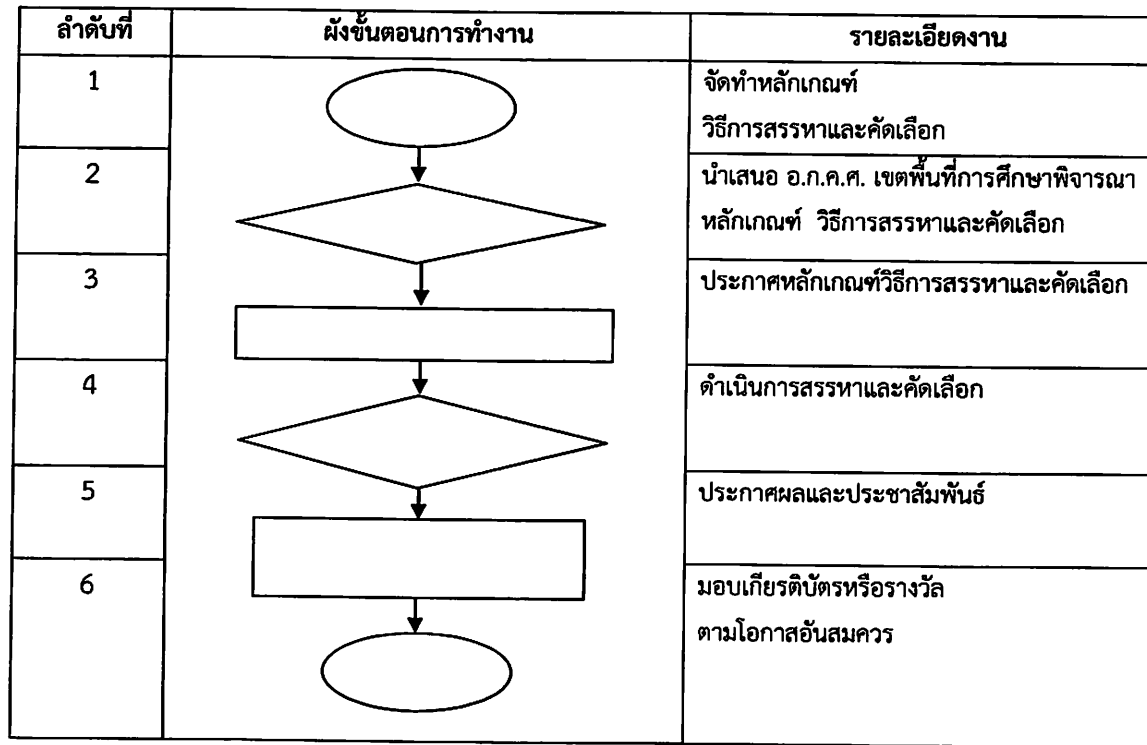 ลำดับที่ ผังขั้นตอนการทำงาน รายละเอียดงาน
1 จัดทำหลักเกณฑ์
วิธีการสรรหาและคัดเลือก
2 นำเสนอ อ.ก.ค.ศ. เขตพื้นที่การศึกษาพิจารณา
หลักเกณฑ์ วิธีการสรรหาและคัดเลือก
3 ประกาศหลักเกณฑ์วิธีการสรรหาและคัดเลือก
4 ดำเนินการสรรหาและคัดเลือก
5 ประกาศผลและประชาสัมพันธ์
6 มอบเกียรติบัตรหรือรางวัล
ตามโอกาสอันสมควร